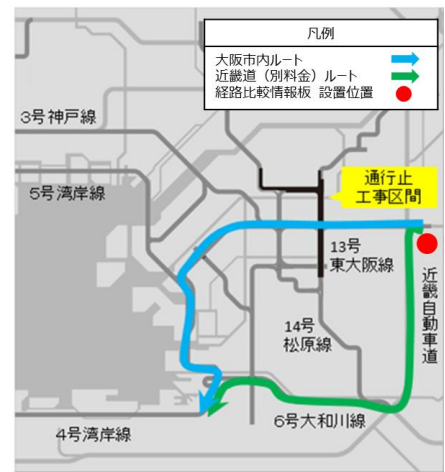 凡例
大阪市内ルート
近畿道（別料金）ルート
経路比較情報板 設置位置
3号神戸線
通行止
工事区間
5号湾岸線
13号
東大阪線
近畿自動車道
14号
松原線
6号大和川線
4号湾岸線